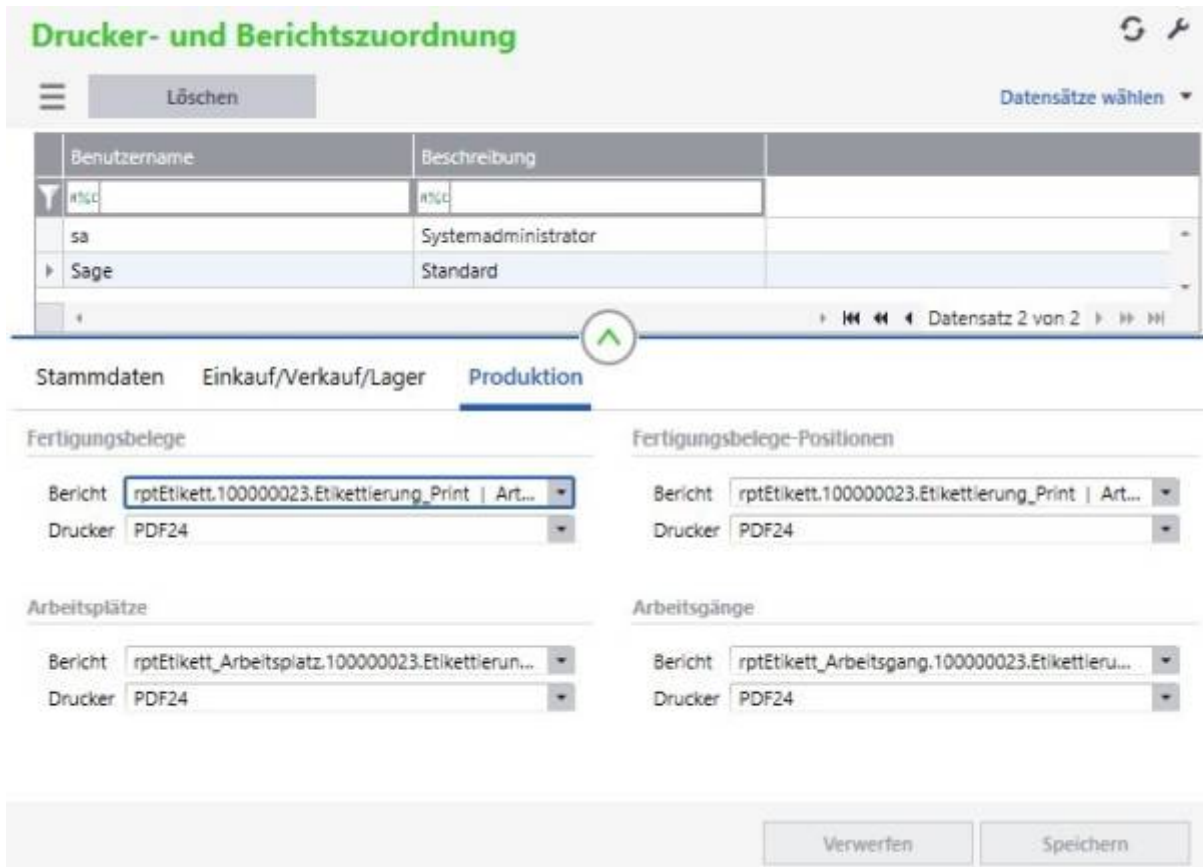 Drucker- und Berichtszuordnung
Löschen
Datensätze wählen
Benutzername Beschreibung
sa Systemadministrator
Sage Standard
Datensatz 2 von 2
Stammdaten Einkauf/Verkauf/Lager Produktion
Fertigungsbelege Fertigungsbelege-Positionen
Bericht rptEtikett.100000023.Etikettierung_Print | Art... Bericht rptEtikett.100000023.Etikettierung_Print | Art...
Drucker PDF24 Drucker PDF24
Arbeitsplätze Arbeitsgänge
Bericht rptEtikett_Arbeitsplatz.100000023.Etikettierun... Bericht rptEtikett_Arbeitsgang.100000023.Etikettieru...
Drucker PDF24 Drucker PDF24
Verwerfen Speichern